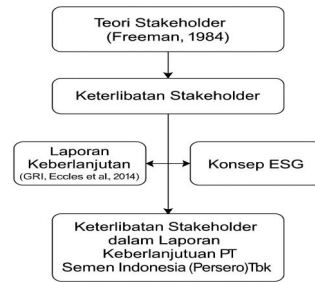 Teori Stakeholder
(Freeman, 1984)
Keterlibatan Stakeholder
Laporan
Keberlanjutan
(GRI, Eccles et al., 2014)
Konsep ESG
Keterlibatan Stakeholder
dalam Laporan
Keberlanjutuan PT
Semen Indonesia (Persero)Tbk